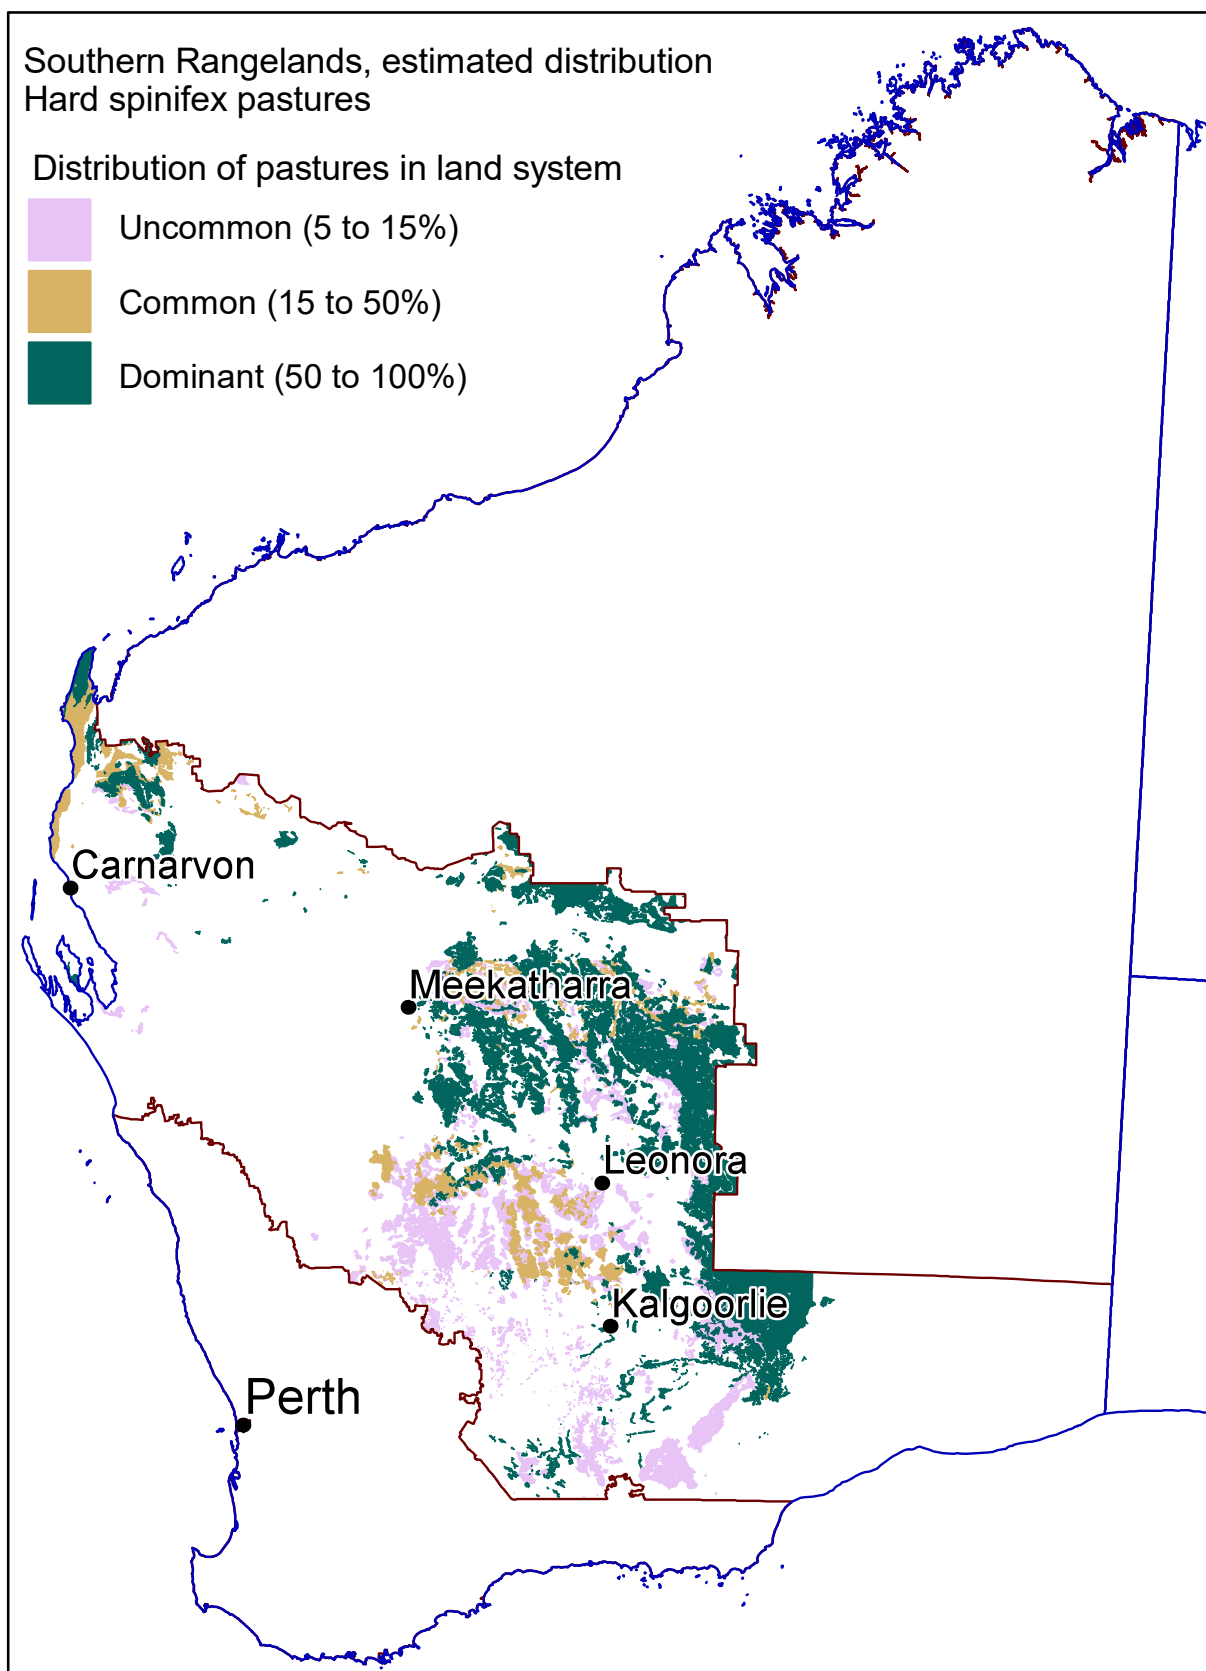 Southern Rangelands, estimated distribution
Hard spinifex pastures
Distribution of pastures in land system
Uncommon (5 to 15%)
Common (15 to 50%)
Dominant (50 to 100%)
Carnarvon
Meekatharra
Leonora
Kalgoorlie
Perth